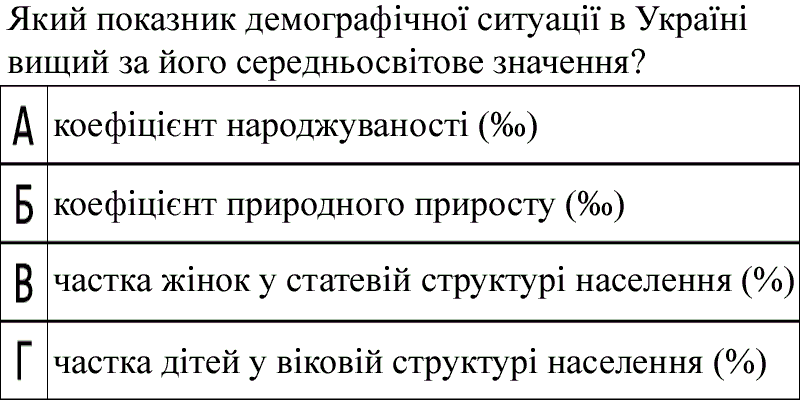 Який показник демографічної ситуації в Україні
вищий за його середньосвітове значення?
А коефіцієнт народжуваності (‰)
Б коефіцієнт природного приросту (‰)
В частка жінок у статевій структурі населення (%)
Г частка дітей у віковій структурі населення (%)